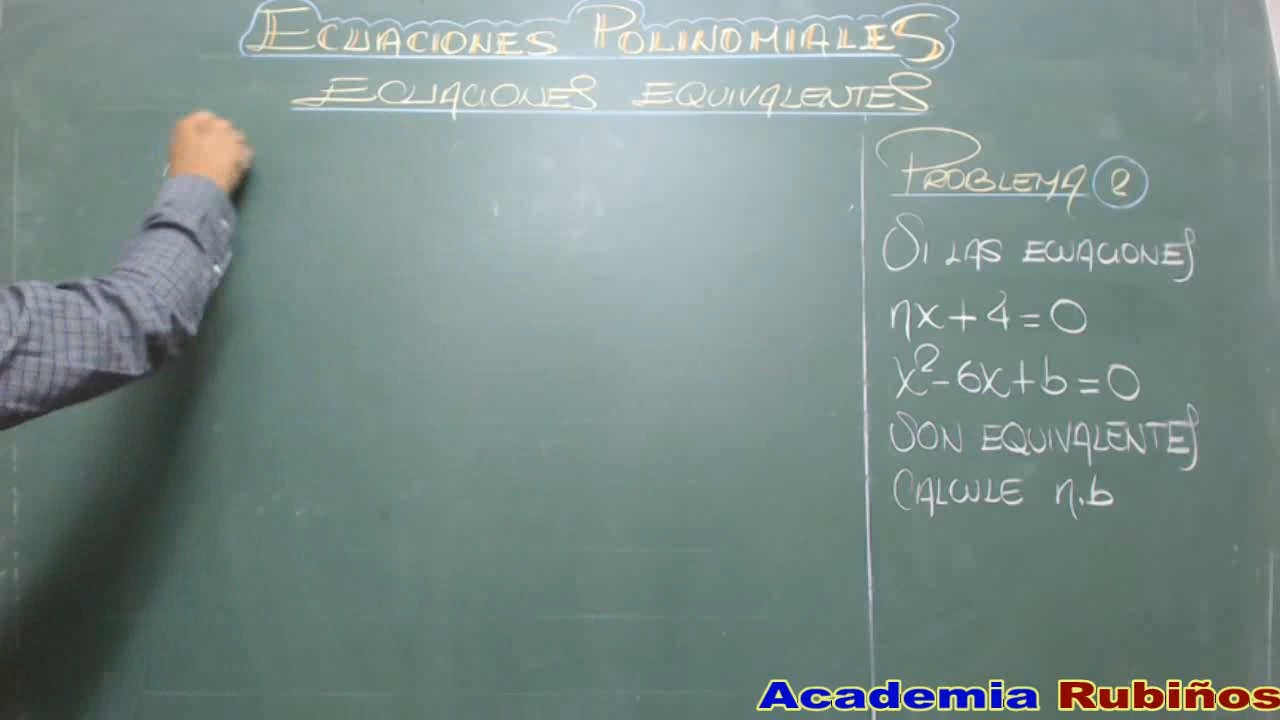 ECUACIONES POLINOMIALES
ECUACIONES EQUIVALENTES
PROBLEMA 8
SI LAS ECUACIONES
nx+4=0
x²-6x+b=0
SON EQUIVALENTES
CALCULE n.b
Academia Rubiños